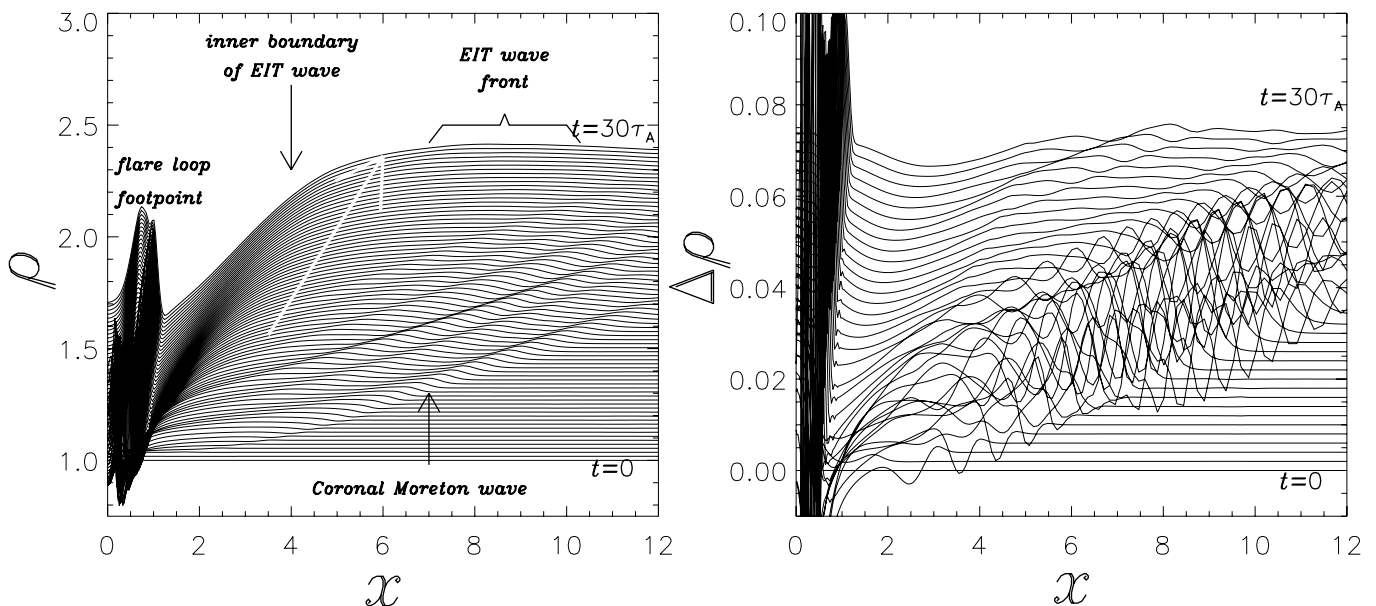 3.0
inner boundary
of EIT wave
EIT wave
front
2.5
t=30τA
flare loop
footpoint
2.0
ρ
1.5
1.0
t=0
Coronal Moreton wave
0 2 4 6 8 10 12
x
0.10
t=30τA
0.08
0.06
Δρ
0.04
0.02
0.00
t=0
0 2 4 6 8 10 12
x